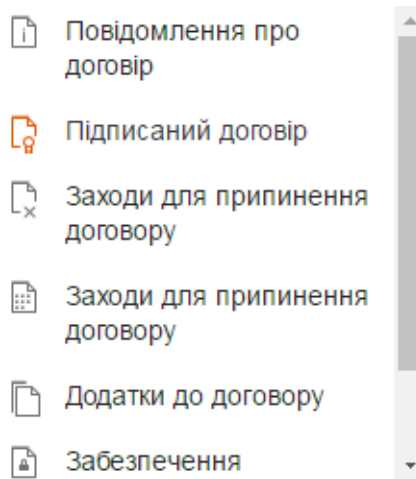 Повідомлення про
договір
Підписаний договір
Заходи для припинення
договору
Заходи для припинення
договору
Додатки до договору
Забезпечення